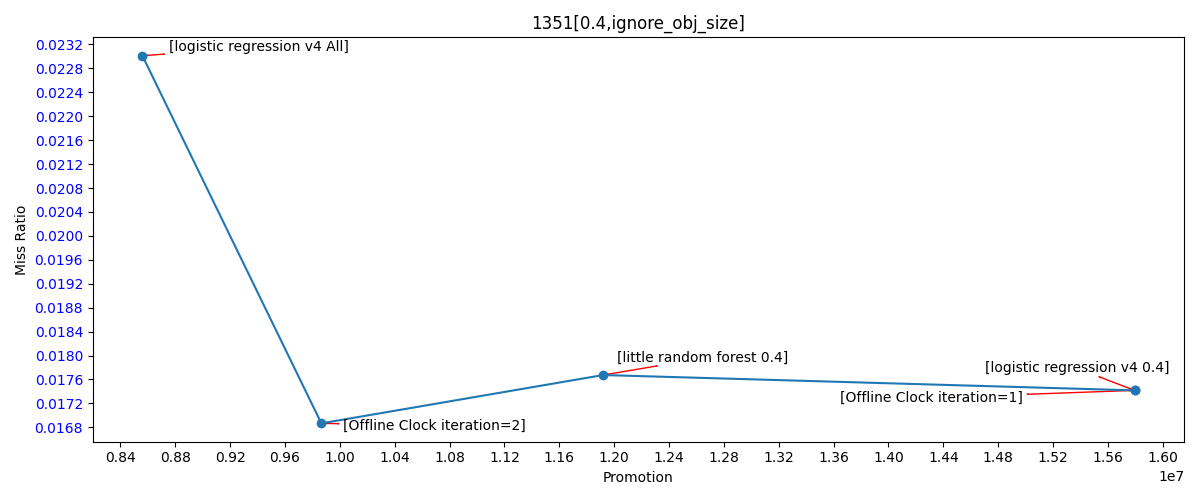 1351[0.4,ignore_obj_size]
Miss Ratio
0.0232
0.0228
0.0224
0.0220
0.0216
0.0212
0.0208
0.0204
0.0200
0.0196
0.0192
0.0188
0.0184
0.0180
0.0176
0.0172
0.0168
[logistic regression v4 All]
[little random forest 0.4]
[logistic regression v4 0.4]
[Offline Clock iteration=1]
[Offline Clock iteration=2]
0.84 0.88 0.92 0.96 1.00 1.04 1.08 1.12 1.16 1.20 1.24 1.28 1.32 1.36 1.40 1.44 1.48 1.52 1.56 1.60
1e7
Promotion